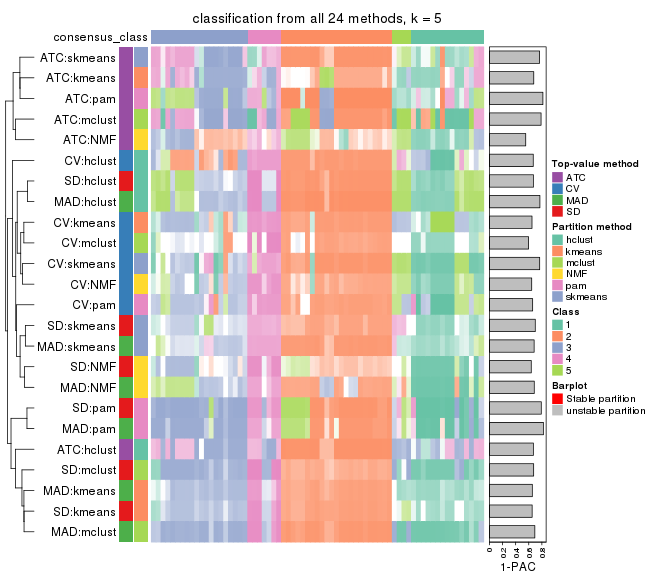 classification from all 24 methods, k = 5
consensus_class
ATC:skmeans
ATC:kmeans
ATC:pam
ATC:mclust
ATC:NMF
CV:hclust
SD:hclust
MAD:hclust
CV:kmeans
CV:mclust
CV:skmeans
CV:NMF
CV:pam
SD:skmeans
MAD:skmeans
SD:NMF
MAD:NMF
SD:pam
MAD:pam
ATC:hclust
SD:mclust
MAD:kmeans
SD:kmeans
MAD:mclust
0
0.2
0.4
0.6
0.8
1-PAC
Top-value method
ATC
CV
MAD
SD
Partition method
hclust
kmeans
mclust
NMF
pam
skmeans
Class
1
2
3
4
5
Barplot
Stable partition
unstable partition